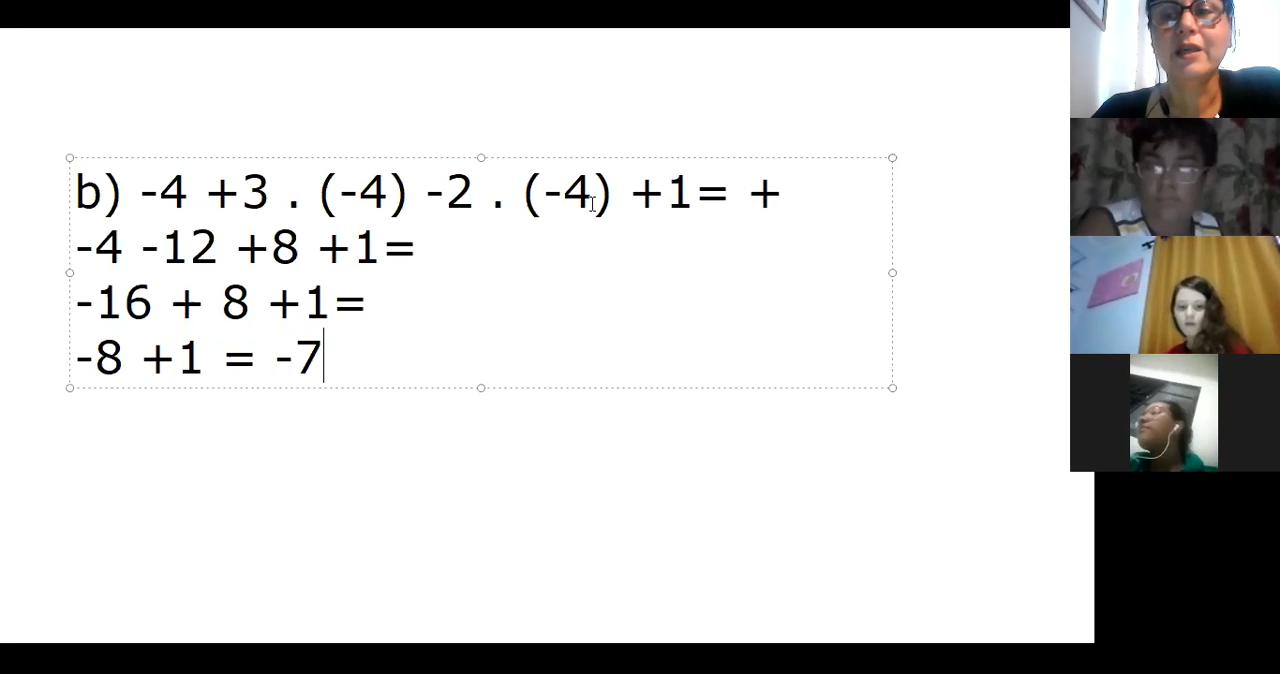 b) -4 +3 . (-4) -2 . (-4) +1= +
-4 -12 +8 +1=
-16 + 8 +1=
-8 +1 = -7